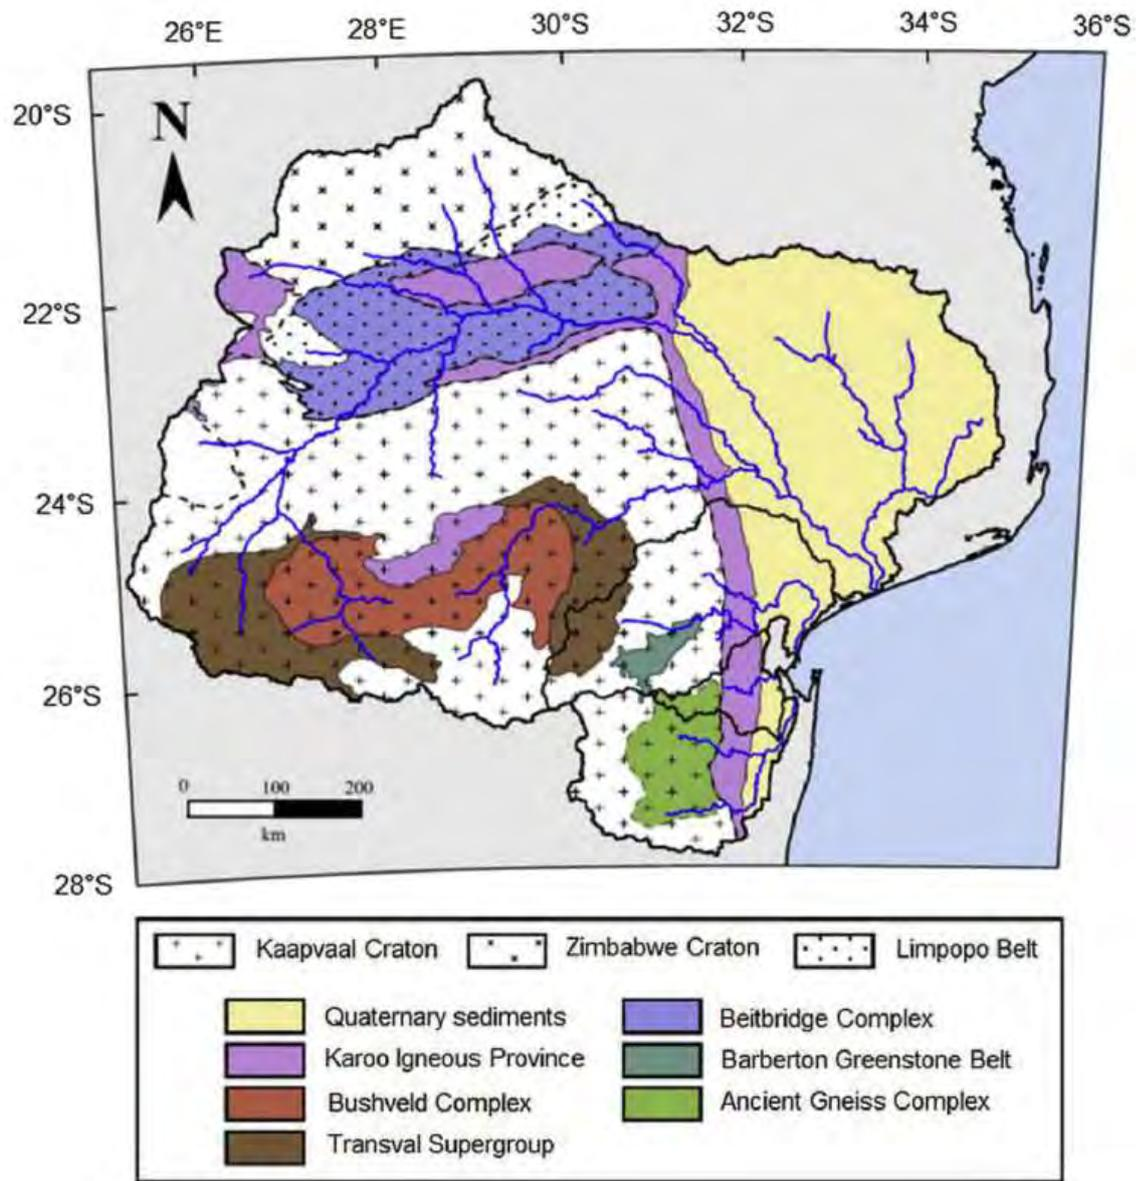 26°E 28°E 30°S 32°S 34°S 36°S
20°S
N
22°S
24°S
26°S
0 100 200
km
28°S
Kaapvaal Craton Zimbabwe Craton Limpopo Belt
Quaternary sediments Beitbridge Complex
Karoo Igneous Province Barberton Greenstone Belt
Bushveld Complex Ancient Gneiss Complex
Transval Supergroup